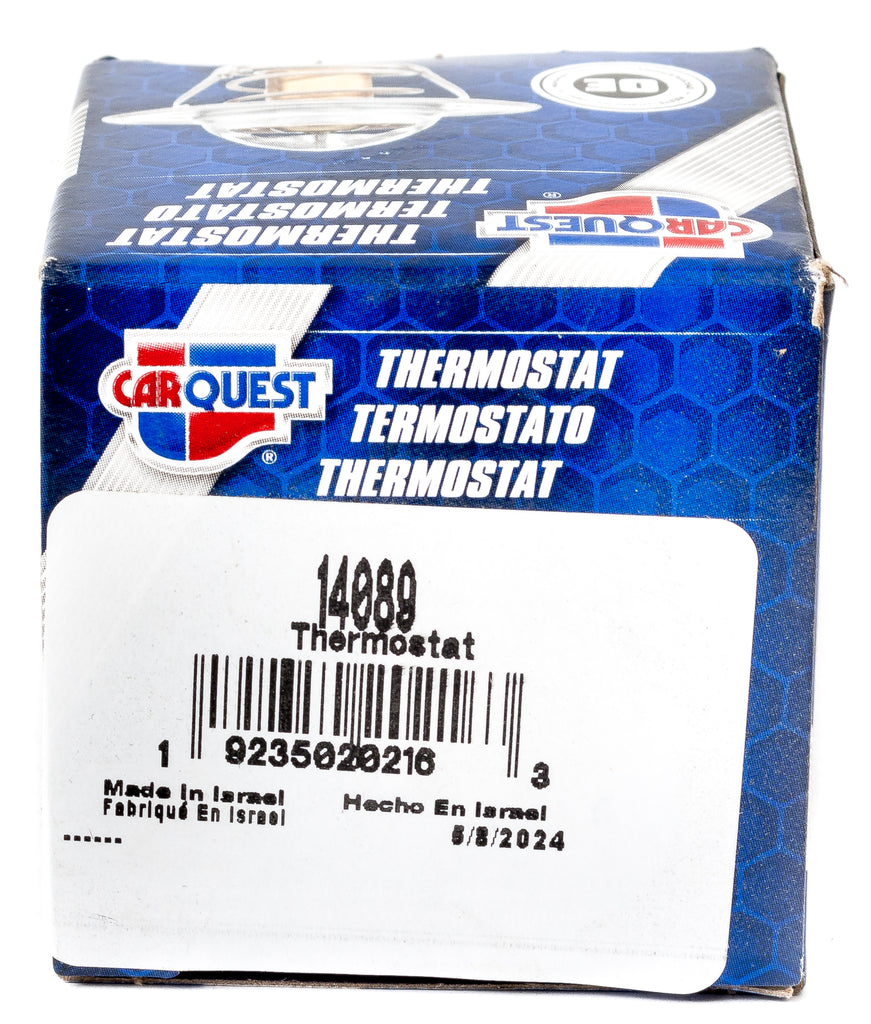 OE
THERMOSTAT
TERMOSTATO
THERMOSTAT
CARQUEST
®
CARQUEST
®
THERMOSTAT
TERMOSTATO
THERMOSTAT
14089
Thermostat
1 9235020216 3
Made In Israel
Fabriqué En Israel
Hecho En Israel
5/8/2024